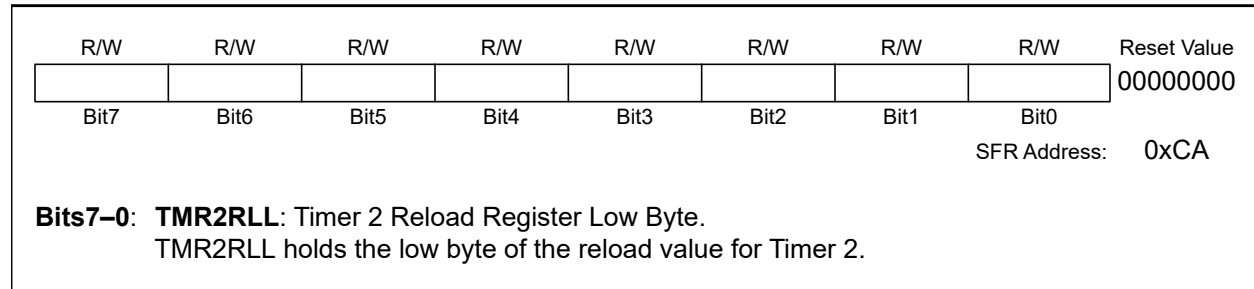 R/W R/W R/W R/W R/W R/W R/W R/W Reset Value
00000000
Bit7 Bit6 Bit5 Bit4 Bit3 Bit2 Bit1 Bit0
SFR Address: 0xCA
Bits7–0: TMR2RLL: Timer 2 Reload Register Low Byte.
TMR2RLL holds the low byte of the reload value for Timer 2.